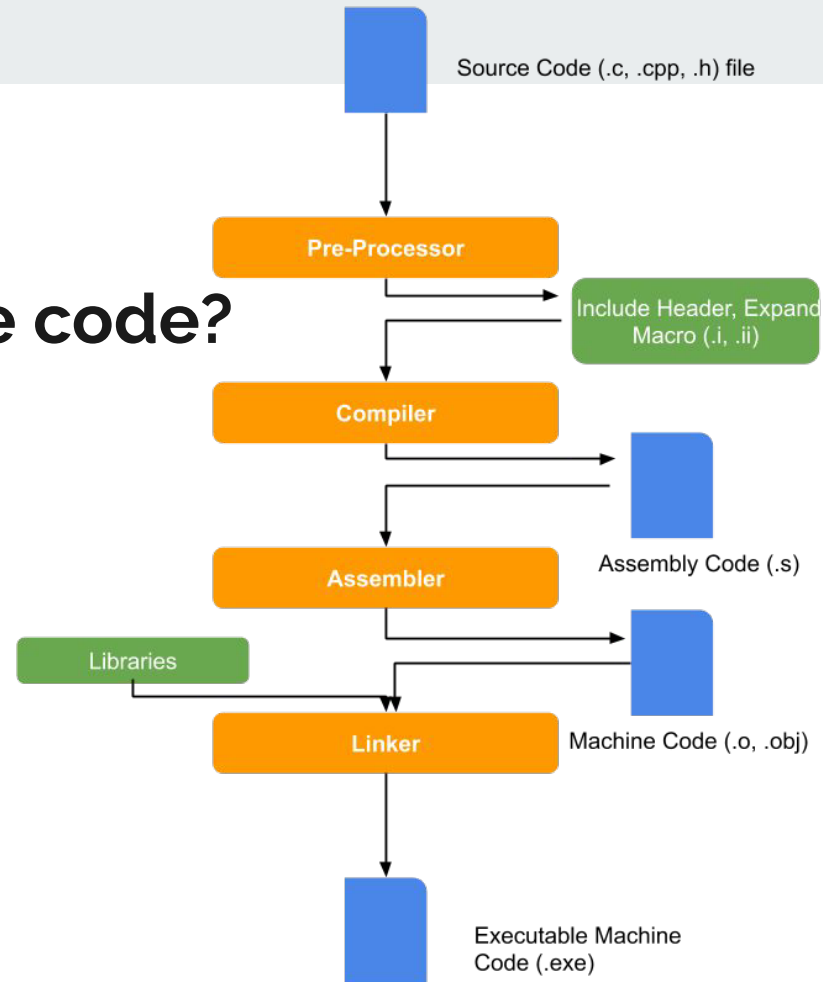 Source Code (.c, .cpp, .h) file
Pre-Processor
e code?
Include Header, Expand
Macro (.i, .ii)
Compiler
Assembly Code (.s)
Assembler
Libraries
Linker
Machine Code (.o, .obj)
Executable Machine
Code (.exe)